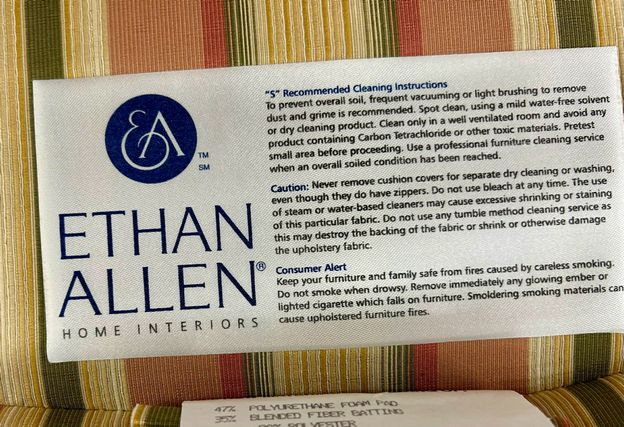 EA
TM
SM
ETHAN
ALLEN®
HOME INTERIORS
"S" Recommended Cleaning Instructions
To prevent overall soil, frequent vacuuming or light brushing to remove
dust and grime is recommended. Spot clean, using a mild water-free solvent
or dry cleaning product. Clean only in a well ventilated room and avoid any
product containing Carbon Tetrachloride or other toxic materials. Pretest
small area before proceeding. Use a professional furniture cleaning service
when an overall soiled condition has been reached.
Caution: Never remove cushion covers for separate dry cleaning or washing,
even though they do have zippers. Do not use bleach at any time. The use
of steam or water-based cleaners may cause excessive shrinking or staining
of this particular fabric. Do not use any tumble method cleaning service as
this may destroy the backing of the fabric or shrink or otherwise damage
the upholstery fabric.
Consumer Alert
Keep your furniture and family safe from fires caused by careless smoking.
Do not smoke when drowsy. Remove immediately any glowing ember or
lighted cigarette which falls on furniture. Smoldering smoking materials can
cause upholstered furniture fires.
47% POLYURETHANE FOAM PAD
35% BLENDED FIBER BATTING
POLYESTER